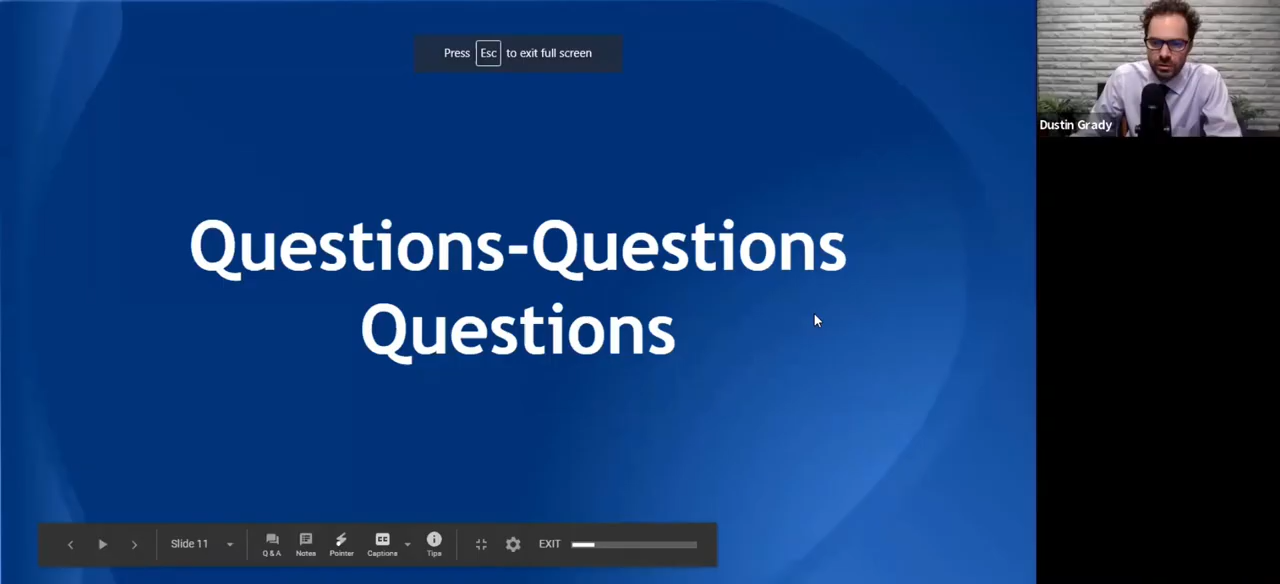 Press Esc to exit full screen
Dustin Grady
Questions-Questions
Questions
Slide 11
Q & A
Notes
Pointer
Captions
Tips
EXIT